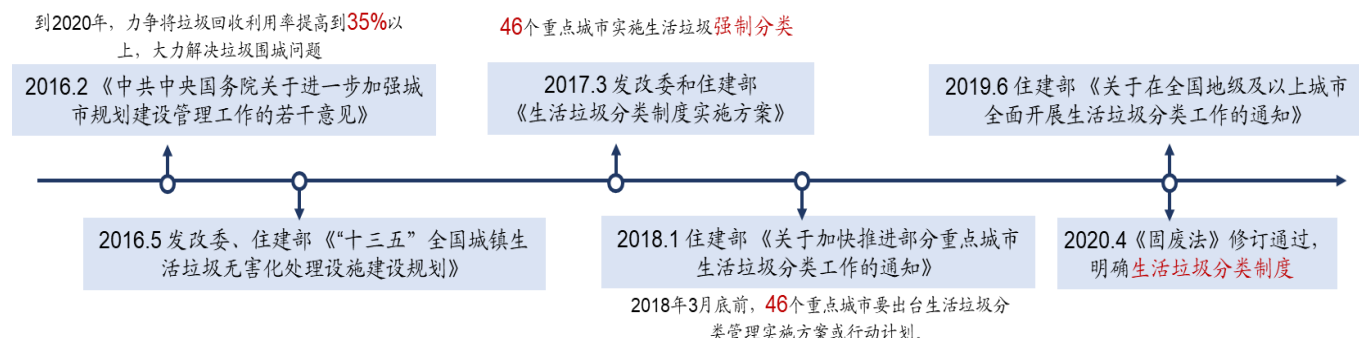 到2020年，力争将垃圾回收利用率提高到35%以
上，大力解决垃圾围城问题
2016.2《中共中央国务院关于进一步加强城
市规划建设管理工作的若干意见》
46个重点城市实施生活垃圾强制分类
2017.3 发改委和住建部
《生活垃圾分类制度实施方案》
2019.6 住建部《关于在全国地级及以上城市
全面开展生活垃圾分类工作的通知》
2016.5 发改委、住建部《“十三五”全国城镇生
活垃圾无害化处理设施建设规划》
2018.1 住建部《关于加快推进部分重点城市
生活垃圾分类工作的通知》
2018年3月底前，46个重点城市要出台生活垃圾分
类管理实施方案或行动计划。
2020.4《固废法》修订通过，
明确生活垃圾分类制度